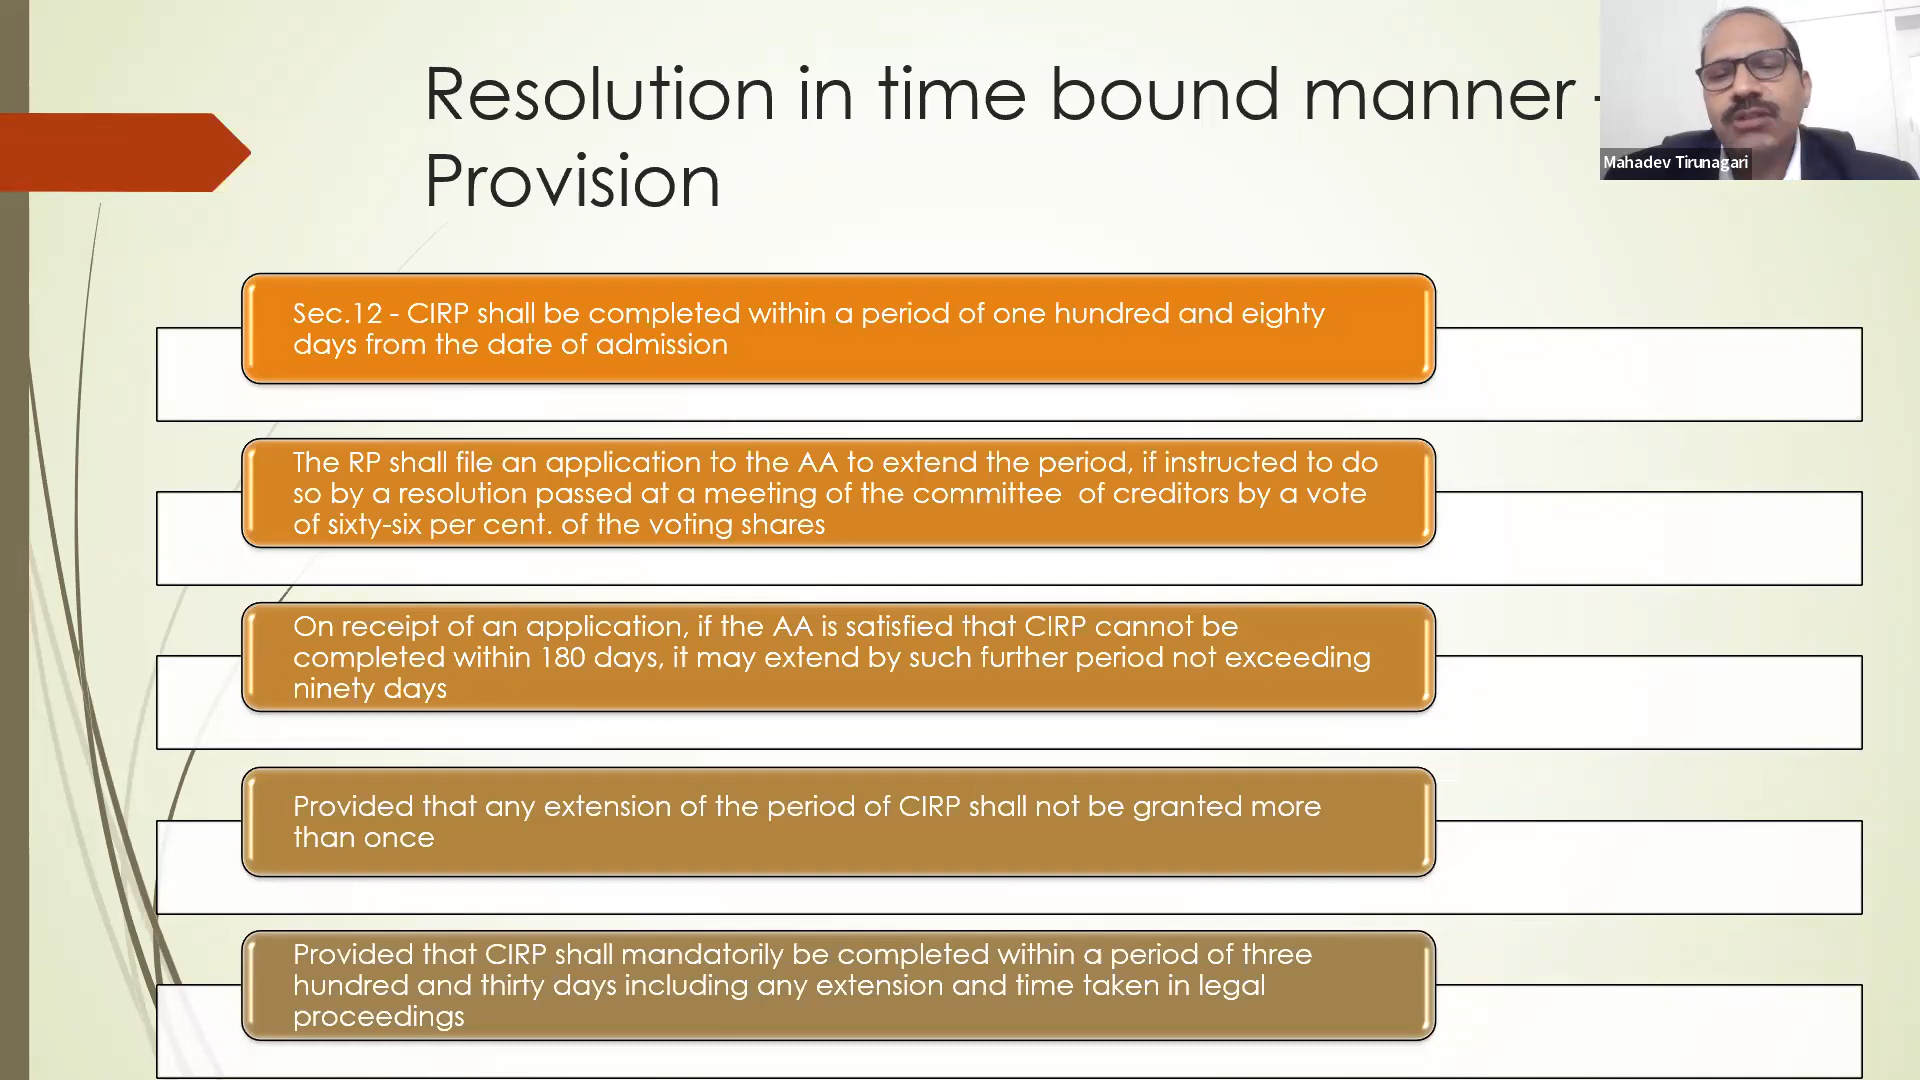 Resolution in time bound manner -
Provision
Mahadev Tirunagari
Sec.12 - CIRP shall be completed within a period of one hundred and eighty
days from the date of admission
The RP shall file an application to the AA to extend the period, if instructed to do
so by a resolution passed at a meeting of the committee  of creditors by a vote
of sixty-six per cent. of the voting shares
On receipt of an application, if the AA is satisfied that CIRP cannot be
completed within 180 days, it may extend by such further period not exceeding
ninety days
Provided that any extension of the period of CIRP shall not be granted more
than once
Provided that CIRP shall mandatorily be completed within a period of three
hundred and thirty days including any extension and time taken in legal
proceedings